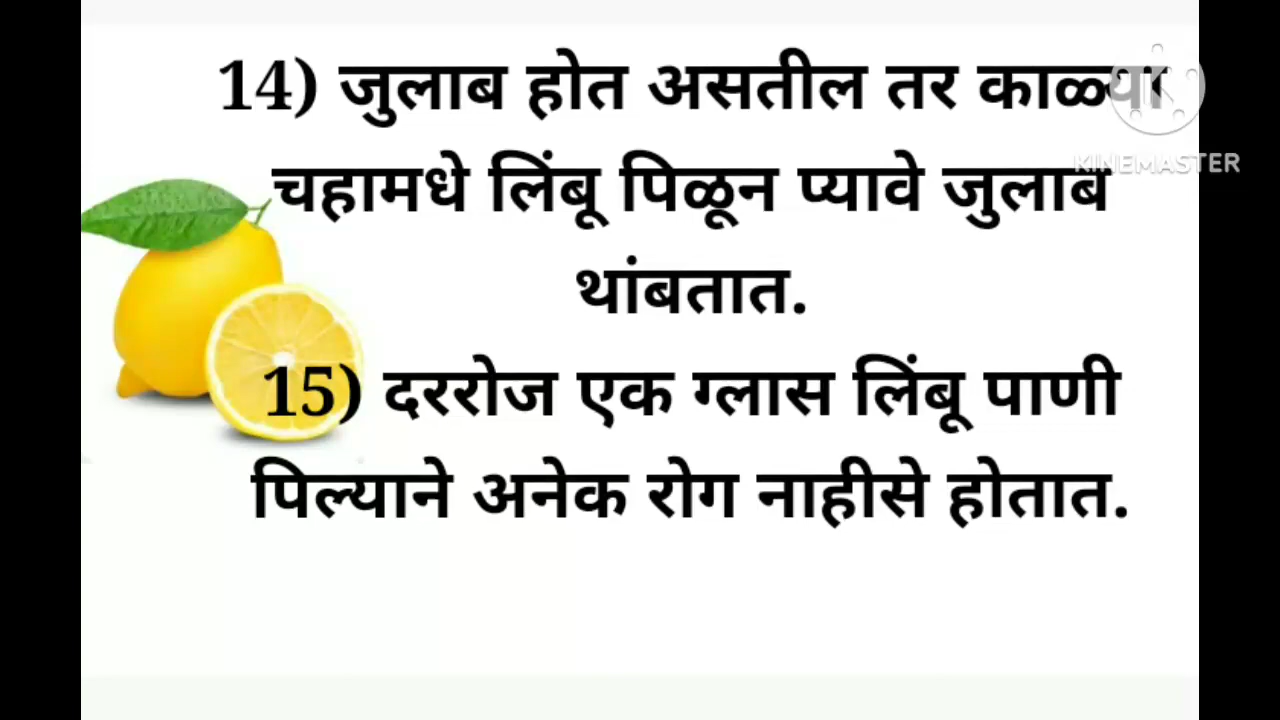 14) जुलाब होत असतील तर काळ्या
चहामधे लिंबू पिळून प्यावे जुलाब
थांबतात.
15) दररोज एक ग्लास लिंबू पाणी
पिल्याने अनेक रोग नाहीसे होतात.
K
KINEMASTER